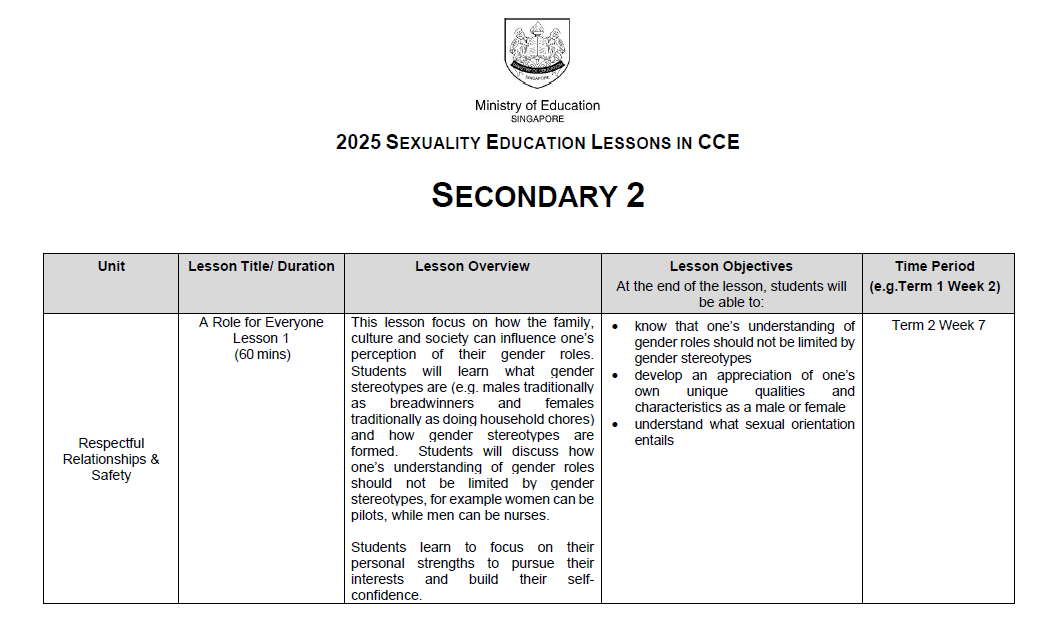 MINISTRY OF EDUCATION
SINGAPORE
Ministry of Education
SINGAPORE
2025 SEXUALITY EDUCATION LESSONS IN CCE
SECONDARY 2
Unit
Lesson Title/ Duration
Lesson Overview
Lesson Objectives
At the end of the lesson, students will
be able to:
Time Period
(e.g.Term 1 Week 2)
Respectful
Relationships &
Safety
A Role for Everyone
Lesson 1
(60 mins)
This lesson focus on how the family,
culture and society can influence one's
perception of their gender roles.
Students will learn what gender
stereotypes are (e.g. males traditionally
as breadwinners and females
traditionally as doing household chores)
and how gender stereotypes are
formed. Students will discuss how
one's understanding of gender roles
should not be limited by gender
stereotypes, for example women can be
pilots, while men can be nurses.
Students learn to focus on their
personal strengths to pursue their
interests and build their self-
confidence.
• know that one's understanding of
gender roles should not be limited by
gender stereotypes
• develop an appreciation of one's
own unique qualities and
characteristics as a male or female
• understand what sexual orientation
entails
Term 2 Week 7